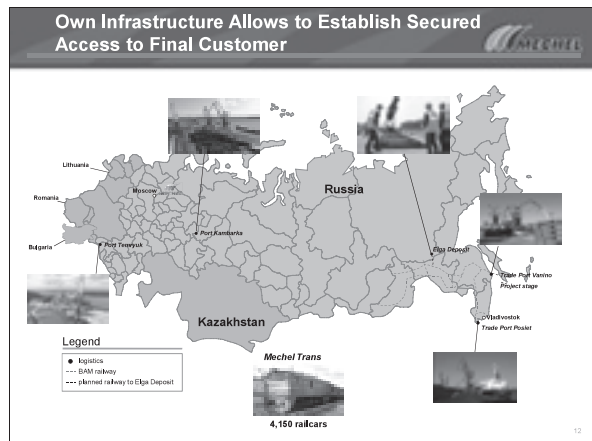 Own Infrastructure Allows to Establish Secured
Access to Final Customer
MECHEL
Lithuania
Moscow
Russia
Romania
Port Kambarka
Bulgaria
Port Temryuk
Elga Deposit
Trade Port Vanino
Project stage
Kazakhstan
Vladivostok
Trade Port Posiet
Legend
logistics
BAM railway
planned railway to Elga Deposit
Mechel Trans
4,150 railcars
12